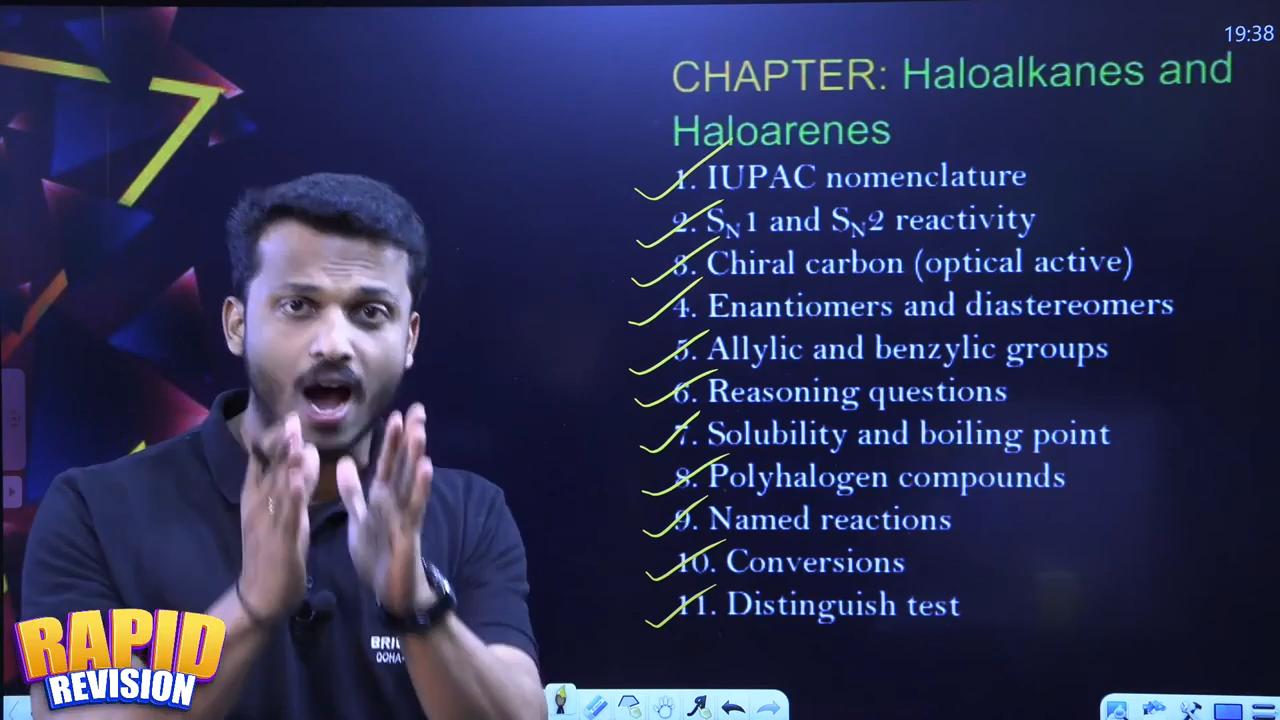 19:38
CHAPTER: Haloalkanes and
Haloarenes
1. IUPAC nomenclature
2. SN1 and SN2 reactivity
3. Chiral carbon (optical active)
4. Enantiomers and diastereomers
5. Allylic and benzylic groups
6. Reasoning questions
7. Solubility and boiling point
8. Polyhalogen compounds
9. Named reactions
10. Conversions
11. Distinguish test
RAPID
REVISION